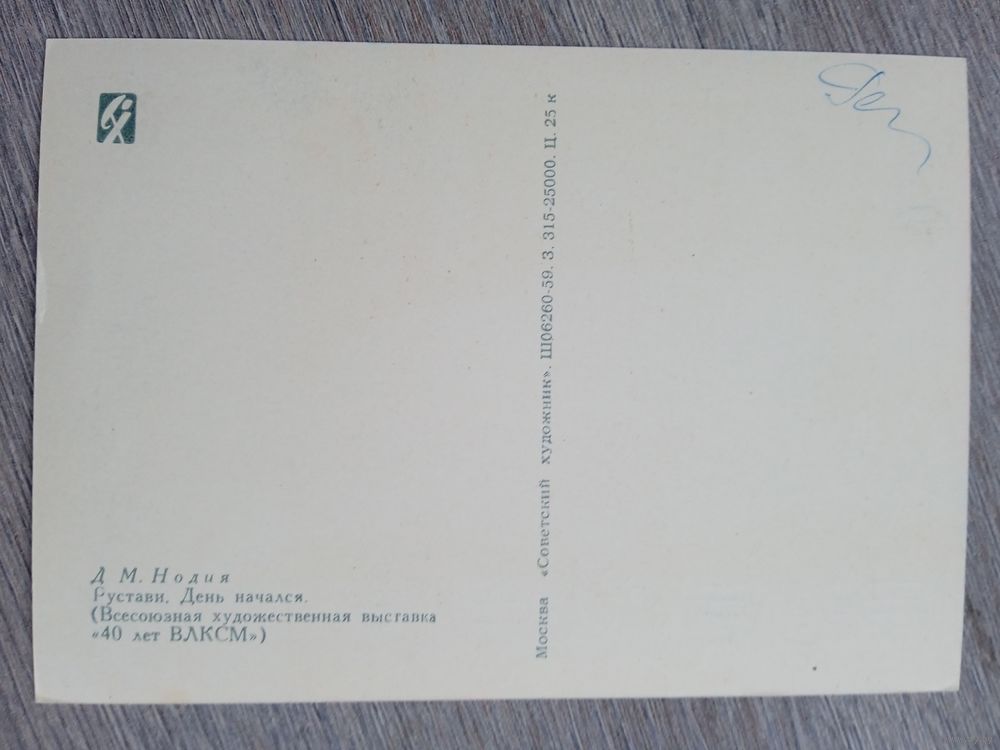 Д М. Нодия
Рустави. День начался.
(Всесоюзная художественная выставка
«40 лет ВЛКСМ»)
Москва «Советский художник». Ш06260-59. З. 315-25000. Ц. 25 к